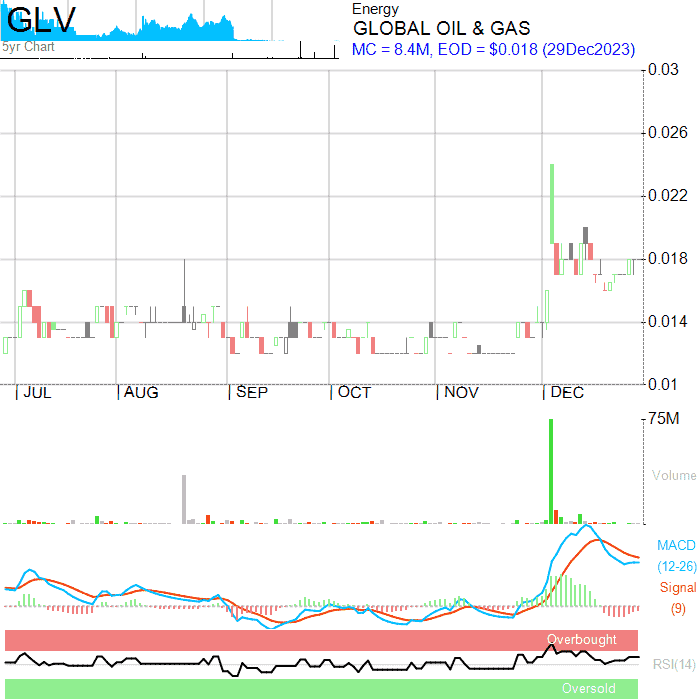 GLV
5yr Chart
Energy
GLOBAL OIL & GAS
MC = 8.4M, EOD = $0.018 (29Dec2023)
0.03
0.026
0.022
0.018
0.014
0.01
JUL AUG SEP OCT NOV DEC
75M
Volume
MACD
(12-26)
Signal
(9)
Overbought
RSI(14)
Oversold